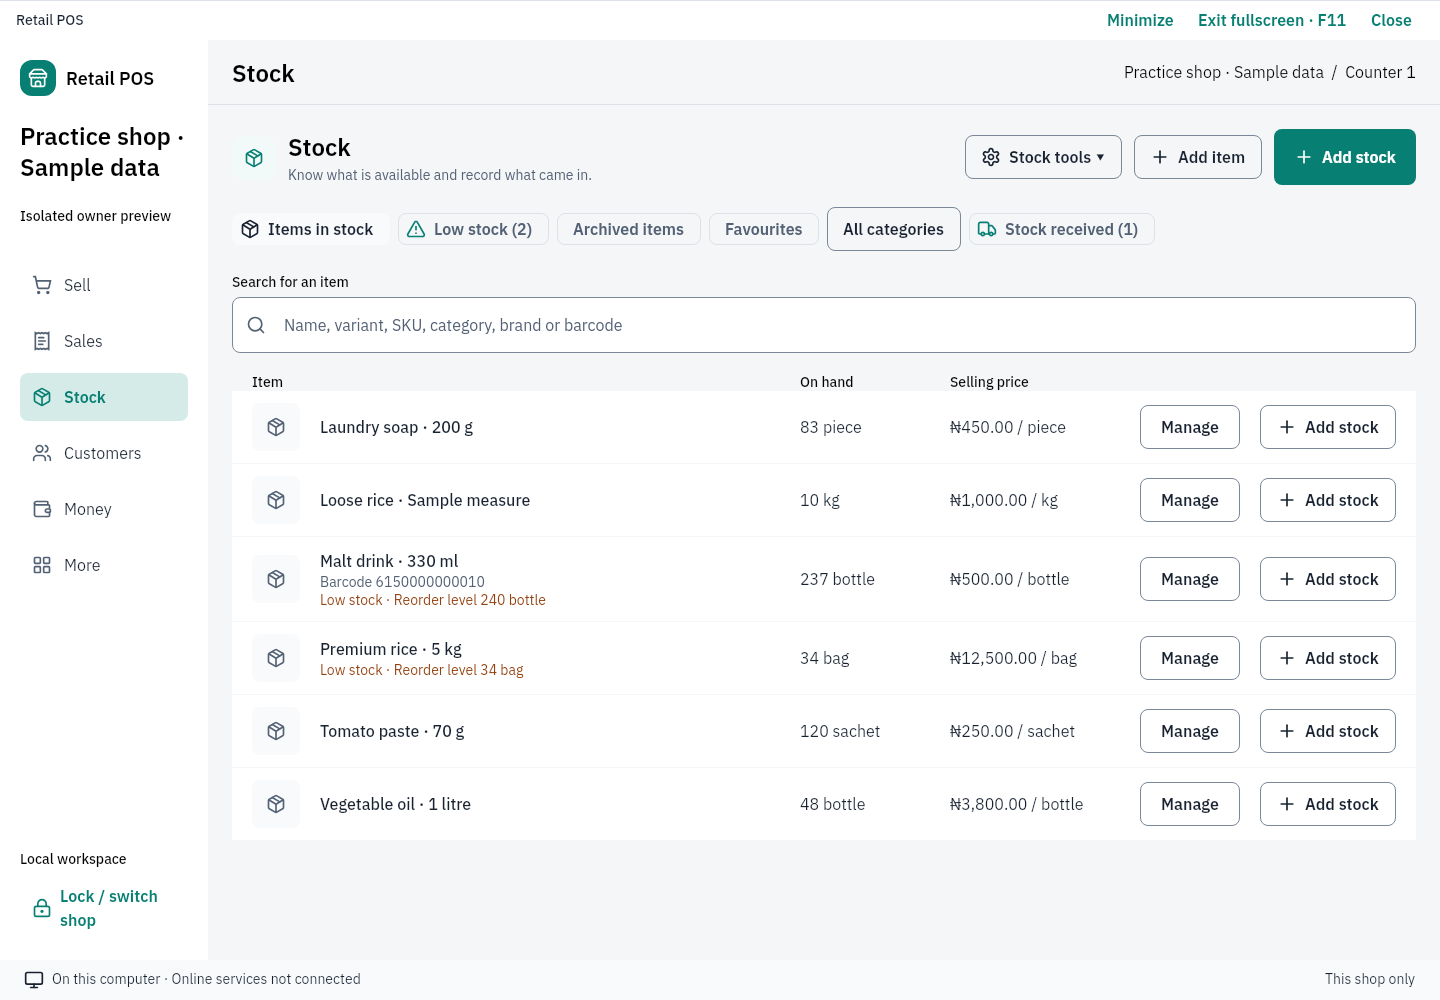 Retail POS
Minimize
Exit fullscreen · F11
Close
Retail POS
Practice shop ·
Sample data
Isolated owner preview
Sell
Sales
Stock
Customers
Money
More
Local workspace
Lock / switch
shop
Stock
Practice shop · Sample data / Counter 1
Stock
Know what is available and record what came in.
Stock tools ▾
Add item
Add stock
Items in stock
Low stock (2)
Archived items
Favourites
All categories
Stock received (1)
Search for an item
Name, variant, SKU, category, brand or barcode
Item On hand Selling price
Laundry soap · 200 g 83 piece ₦450.00 / piece Manage Add stock
Loose rice · Sample measure 10 kg ₦1,000.00 / kg Manage Add stock
Malt drink · 330 ml
Barcode 6150000000010
Low stock · Reorder level 240 bottle
237 bottle ₦500.00 / bottle Manage Add stock
Premium rice · 5 kg
Low stock · Reorder level 34 bag
34 bag ₦12,500.00 / bag Manage Add stock
Tomato paste · 70 g 120 sachet ₦250.00 / sachet Manage Add stock
Vegetable oil · 1 litre 48 bottle ₦3,800.00 / bottle Manage Add stock
On this computer · Online services not connected
This shop only